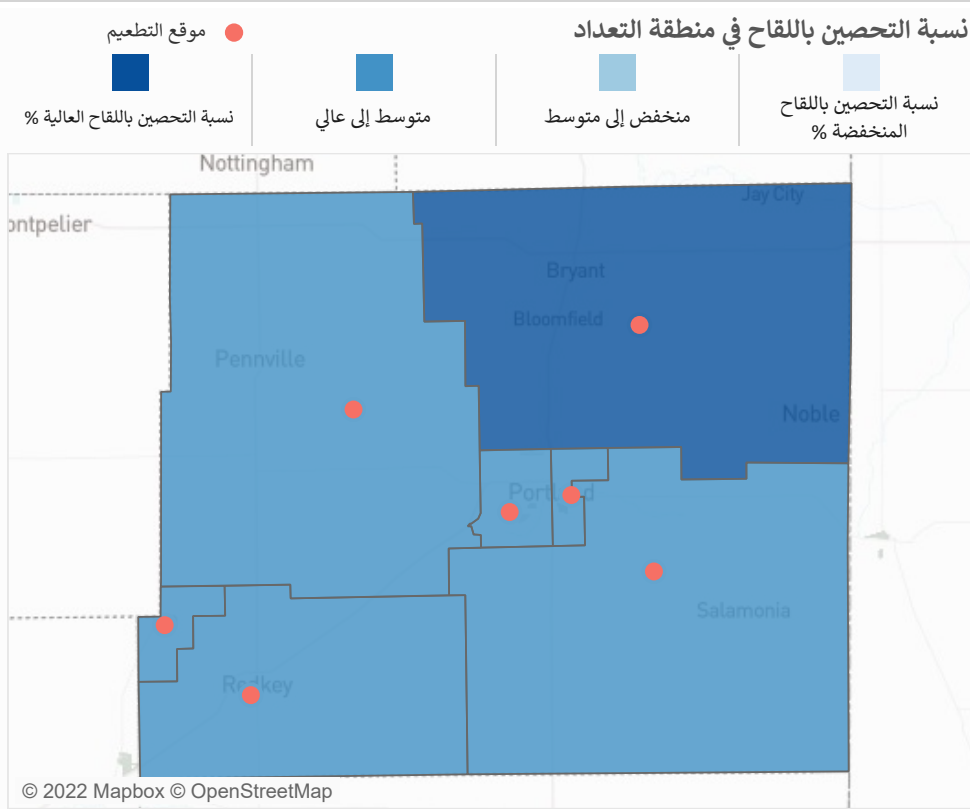 نسبة التحصين باللقاح في منطقة التعداد
موقع التطعيم
نسبة التحصين باللقاح
المنخفضة %
منخفض إلى متوسط
متوسط إلى عالي
نسبة التحصين باللقاح العالية %
Nottingham
Jay City
ontpelier
Bryant
Bloomfield
Pennville
Noble
Portland
Salamonia
Redkey
© 2022 Mapbox © OpenStreetMap